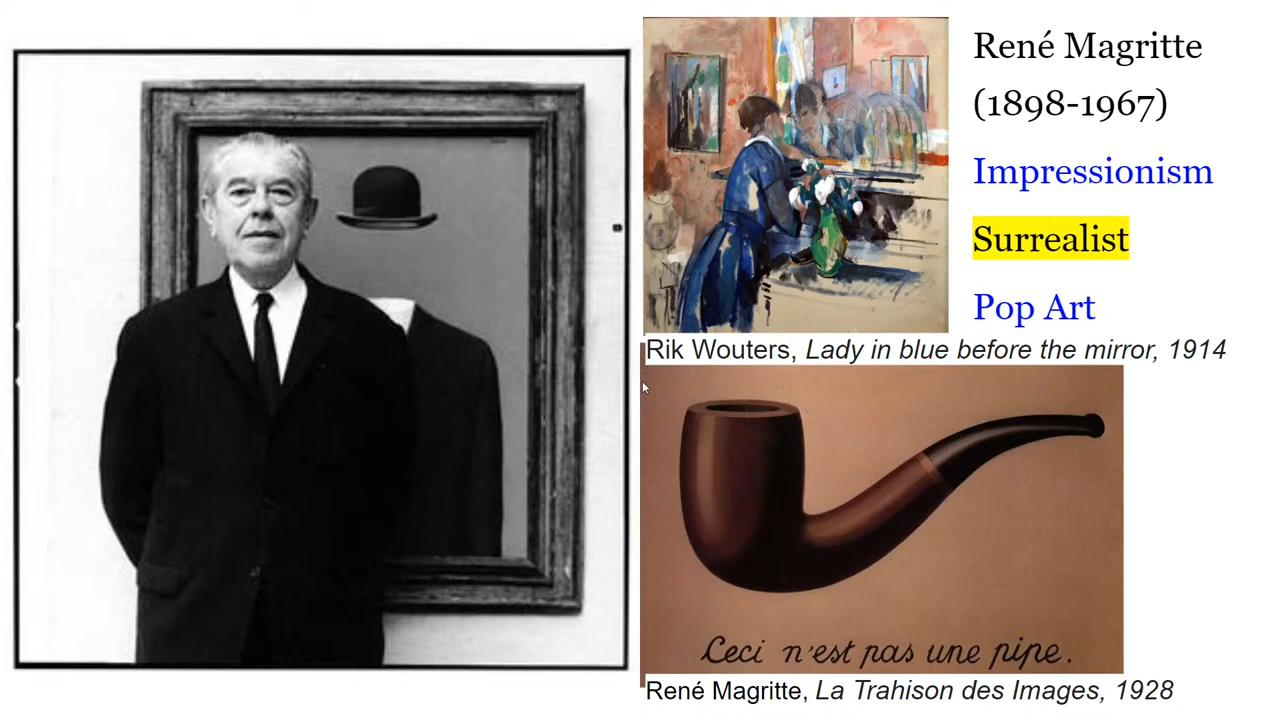 René Magritte
(1898-1967)
Impressionism
Surrealist
Pop Art
Rik Wouters, Lady in blue before the mirror, 1914
Ceci n'est pas une pipe.
René Magritte, La Trahison des Images, 1928